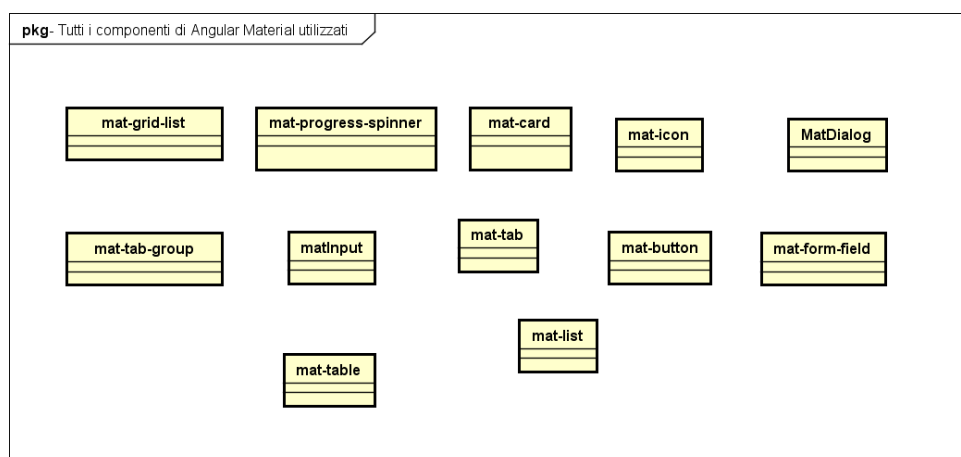 pkg- Tutti i componenti di Angular Material utilizzati
mat-grid-list
mat-progress-spinner
mat-card
mat-icon
MatDialog
mat-tab-group
matInput
mat-tab
mat-button
mat-form-field
mat-list
mat-table